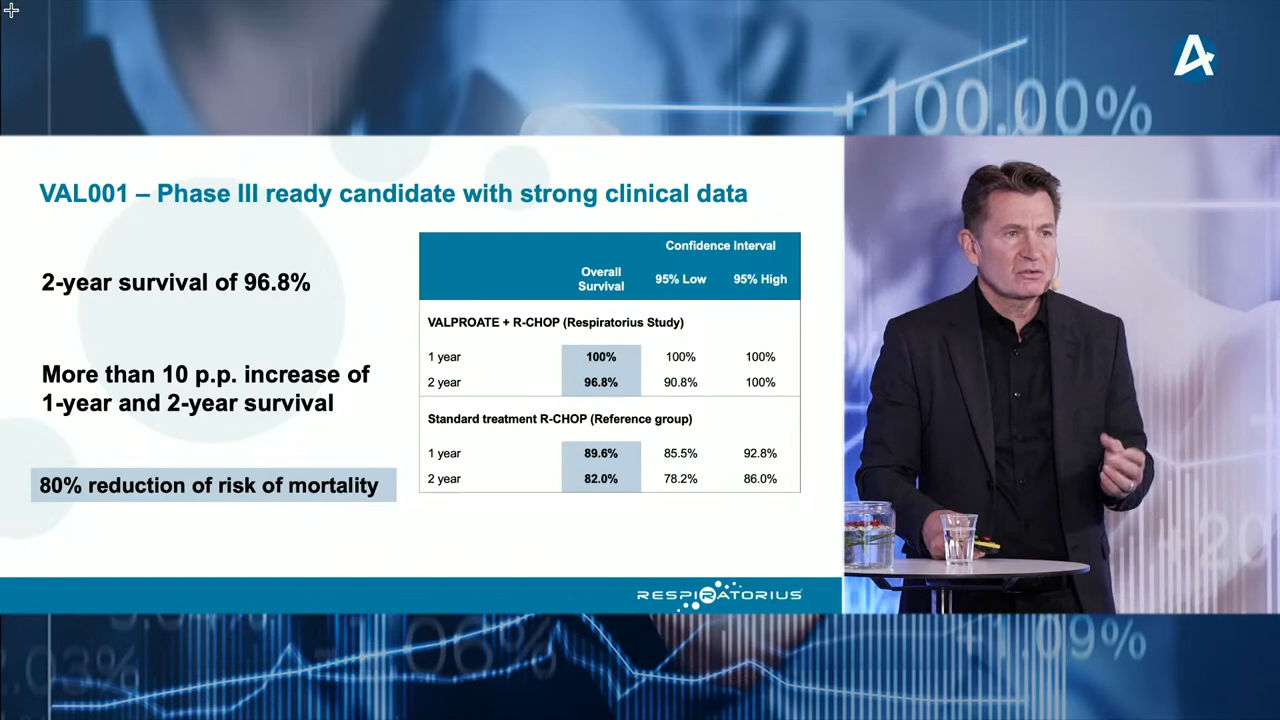 +100.00%
VAL001 – Phase III ready candidate with strong clinical data
2-year survival of 96.8%
More than 10 p.p. increase of
1-year and 2-year survival
80% reduction of risk of mortality
Confidence Interval
Overall
Survival
95% Low
95% High
VALPROATE + R-CHOP (Respiratorius Study)
1 year 100% 100% 100%
2 year 96.8% 90.8% 100%
Standard treatment R-CHOP (Reference group)
1 year 89.6% 85.5% 92.8%
2 year 82.0% 78.2% 86.0%
RESPIRATORIUS
+1.09%